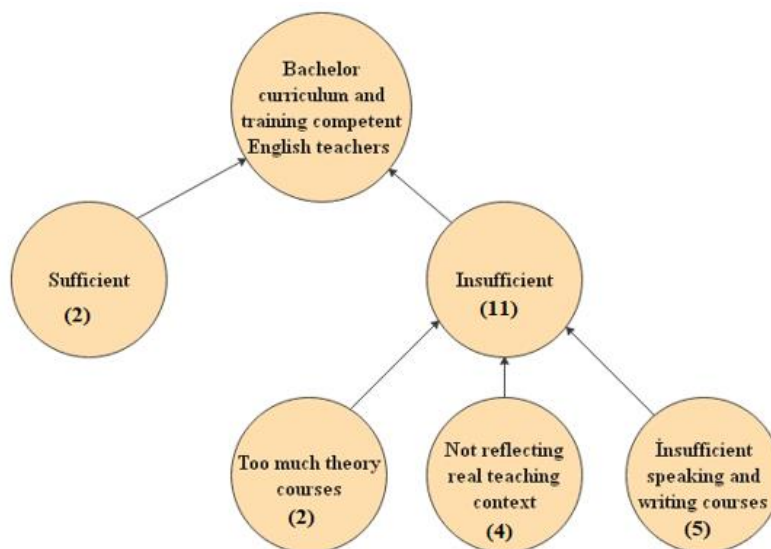 Bachelor
curriculum and
training competent
English teachers
Sufficient
(2)
Insufficient
(11)
Too much theory
courses
(2)
Not reflecting
real teaching
context
(4)
İnsufficient
speaking and
writing courses
(5)